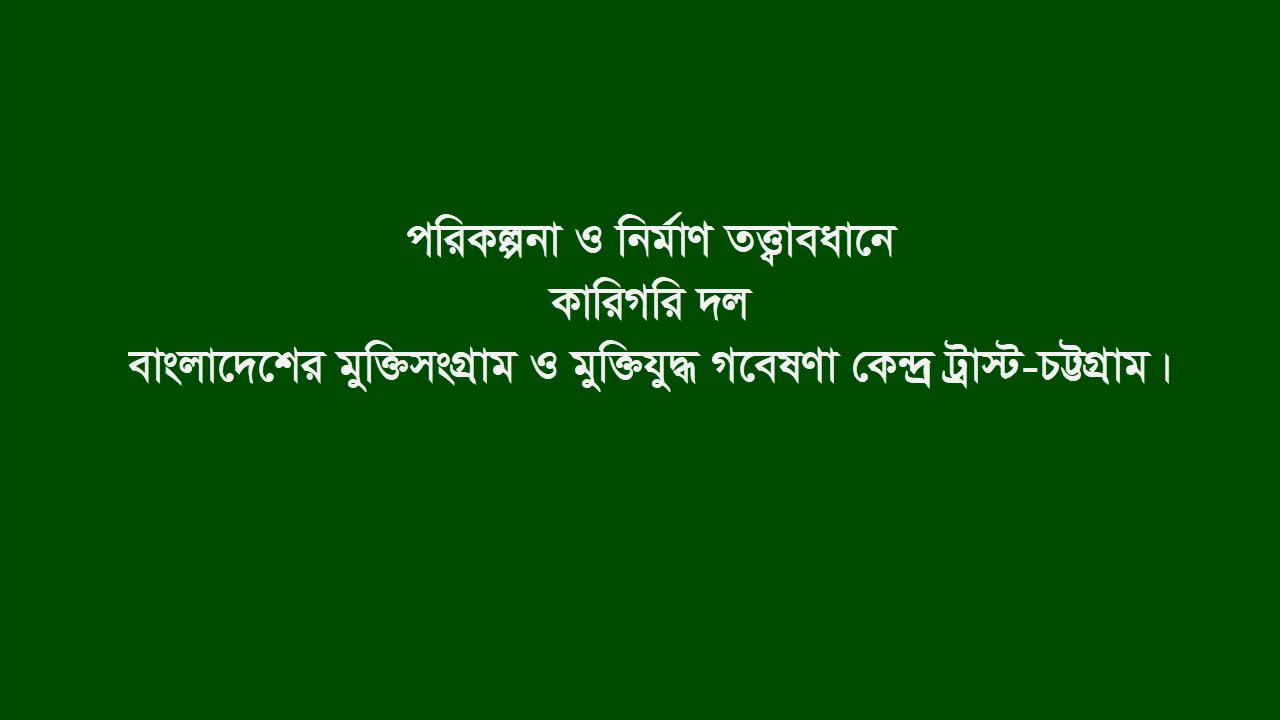 পরিকল্পনা ও নির্মাণ তত্ত্বাবধানে
কারিগরি দল
বাংলাদেশের মুক্তিসংগ্রাম ও মুক্তিযুদ্ধ গবেষণা কেন্দ্র ট্রাস্ট-চট্টগ্রাম।